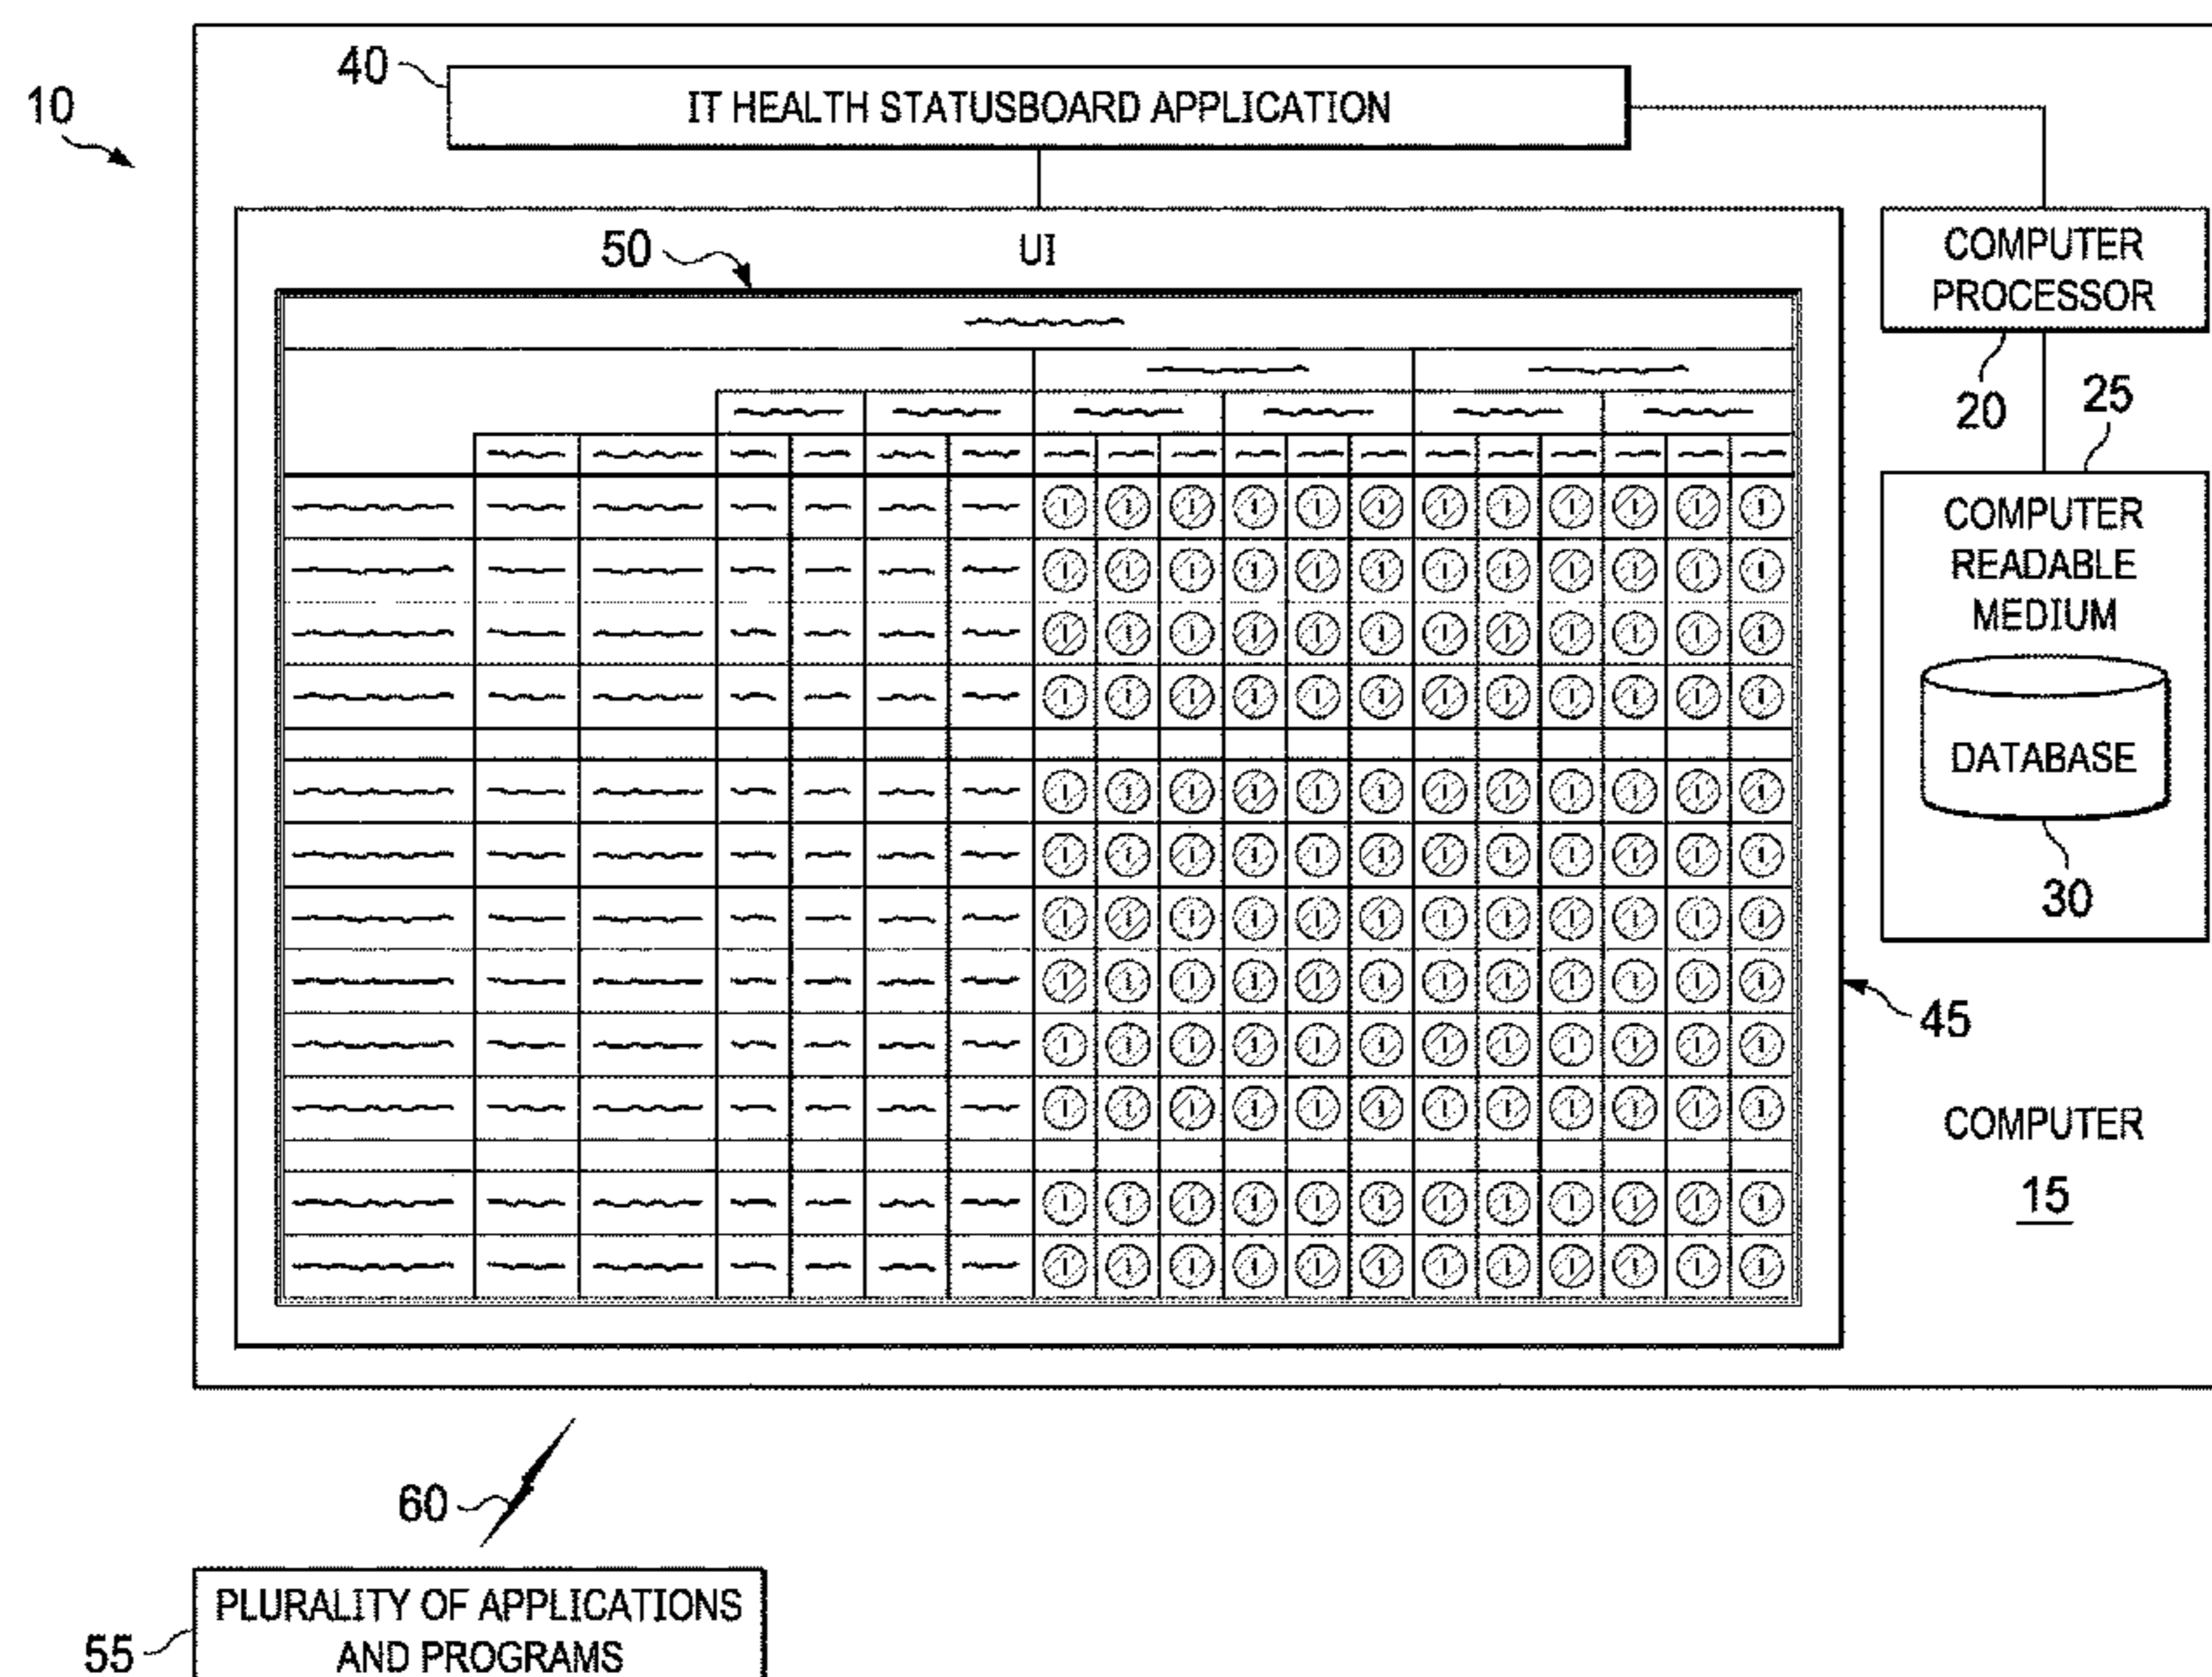 40
IT HEALTH STATUSBOARD APPLICATION
10
UI
50
COMPUTER
PROCESSOR
20
25
COMPUTER
READABLE
MEDIUM
DATABASE
30
45
COMPUTER
15
60
PLURALITY OF APPLICATIONS
AND PROGRAMS
55